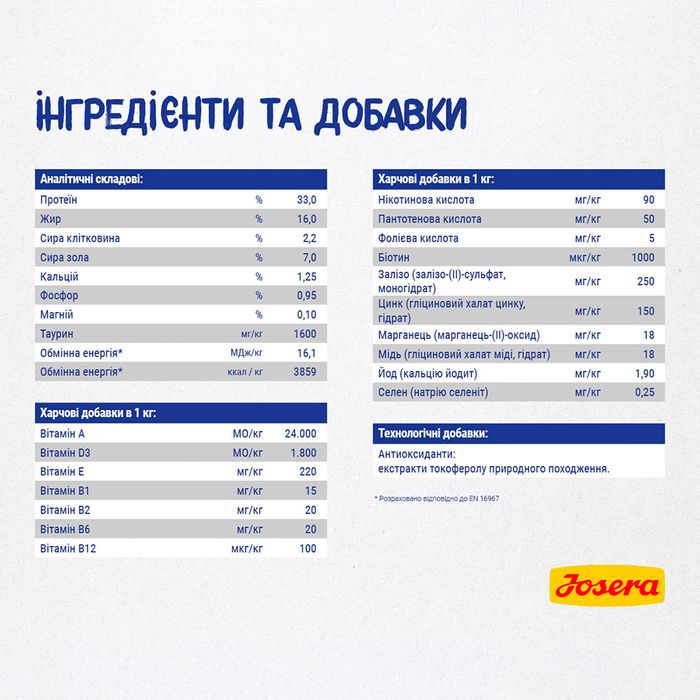 ІНГРЕДІЄНТИ ТА ДОБАВКИ
Аналітичні складові:
Протеїн % 33,0
Жир % 16,0
Сира клітковина % 2,2
Сира зола % 7,0
Кальцій % 1,25
Фосфор % 0,95
Магній % 0,10
Таурин мг/кг 1600
Обмінна енергія* МДж/кг 16,1
Обмінна енергія* ккал / кг 3859
Харчові добавки в 1 кг:
Вітамін A МО/кг 24.000
Вітамін D3 МО/кг 1.800
Вітамін E мг/кг 220
Вітамін B1 мг/кг 15
Вітамін B2 мг/кг 20
Вітамін B6 мг/кг 20
Вітамін B12 мкг/кг 100
Харчові добавки в 1 кг:
Нікотинова кислота мг/кг 90
Пантотенова кислота мг/кг 50
Фолієва кислота мг/кг 5
Біотин мкг/кг 1000
Залізо (залізо-(II)-сульфат,
моногідрат) мг/кг 250
Цинк (гліциновий халат цинку,
гідрат) мг/кг 150
Марганець (марганець-(II)-оксид) мг/кг 18
Мідь (гліциновий халат міді, гідрат) мг/кг 18
Йод (кальцію йодит) мг/кг 1,90
Селен (натрію селеніт) мг/кг 0,25
Технологічні добавки:
Антиоксиданти:
екстракти токоферолу природного походження.
* Розраховано відповідно до EN 16967
Josera